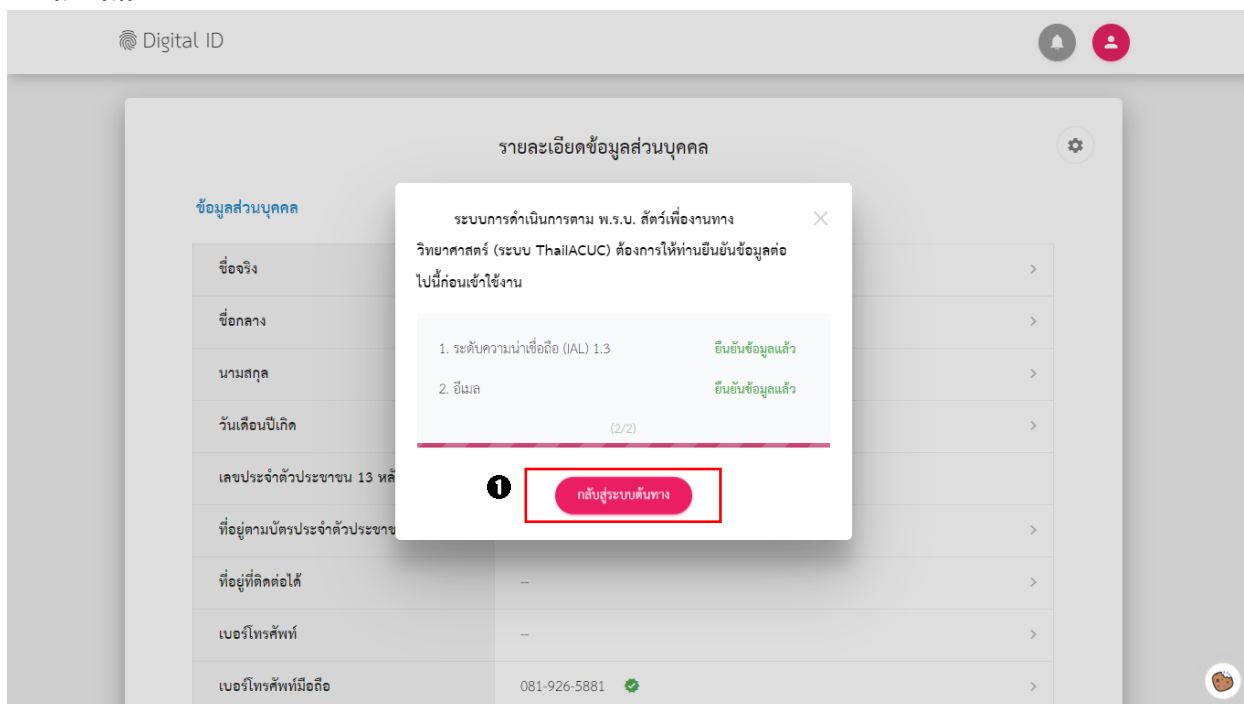 Digital ID
รายละเอียดข้อมูลส่วนบุคคล
ข้อมูลส่วนบุคคล
ระบบการดำเนินการตาม พ.ร.บ. สัตว์เพื่องานทาง
วิทยาศาสตร์ (ระบบ ThaiIACUC) ต้องการให้ท่านยืนยันข้อมูลต่อ
ไปนี้ก่อนเข้าใช้งาน
1. ระดับความน่าเชื่อถือ (IAL) 1.3 ยืนยันข้อมูลแล้ว
2. อีเมล ยืนยันข้อมูลแล้ว
(2/2)
1 กลับสู่ระบบต้นทาง
ชื่อจริง
ชื่อกลาง
นามสกุล
วันเดือนปีเกิด
เลขประจำตัวประชาชน 13 หลั
ที่อยู่ตามบัตรประจำตัวประชาช
ที่อยู่ที่ติดต่อได้ --
เบอร์โทรศัพท์ --
เบอร์โทรศัพท์มือถือ 081-926-5881